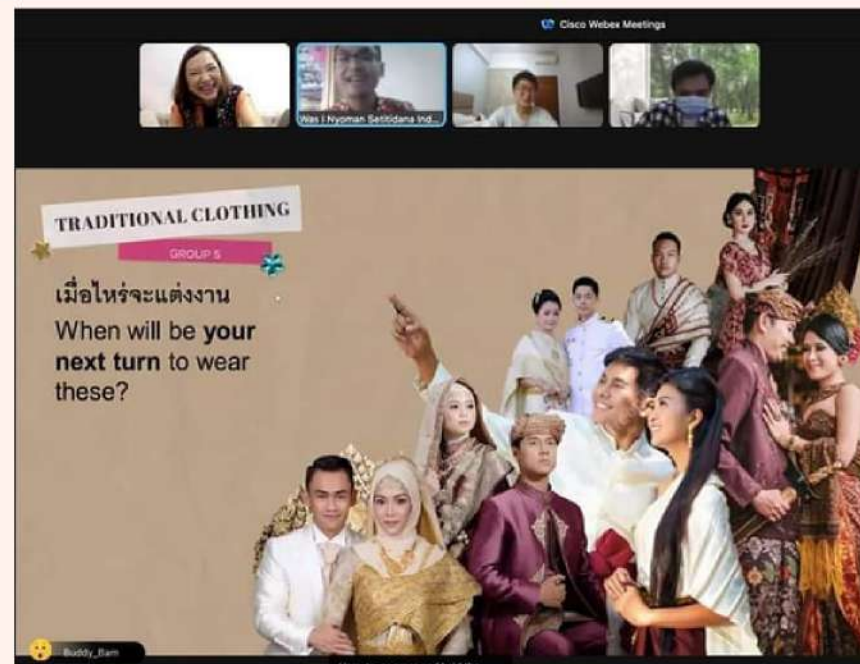 Cisco Webex Meetings
Was I Nyoman Setitidana Ind...
TRADITIONAL CLOTHING
GROUP 5
เมื่อไหร่จะแต่งงาน
When will be your
next turn to wear
these?
Buddy_Bam